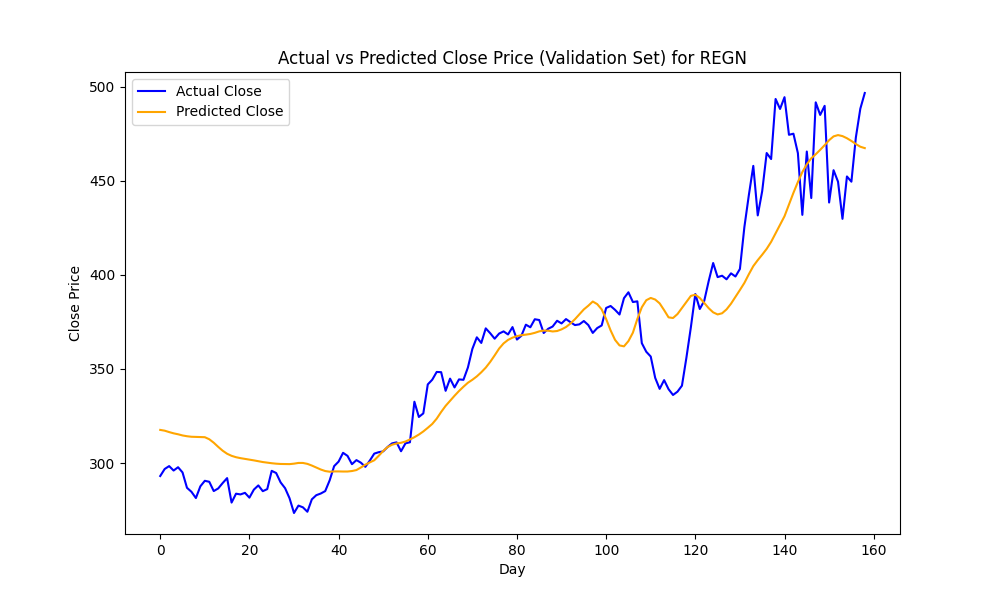 Actual vs Predicted Close Price (Validation Set) for REGN
Actual Close
Predicted Close
500
450
400
350
300
Close Price
0 20 40 60 80 100 120 140 160
Day